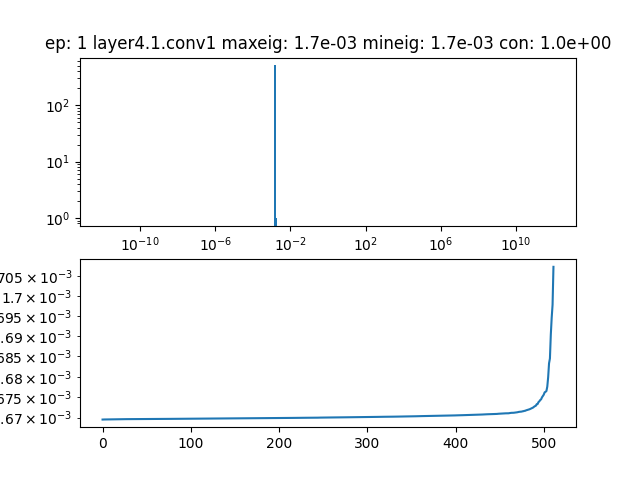 ep: 1 layer4.1.conv1 maxeig: 1.7e-03 mineig: 1.7e-03 con: 1.0e+00
10²
10¹
10⁰
10⁻¹⁰ 10⁻⁶ 10⁻² 10² 10⁶ 10¹⁰
705 × 10⁻³
1.7 × 10⁻³
695 × 10⁻³
.69 × 10⁻³
685 × 10⁻³
.68 × 10⁻³
675 × 10⁻³
.67 × 10⁻³
0 100 200 300 400 500